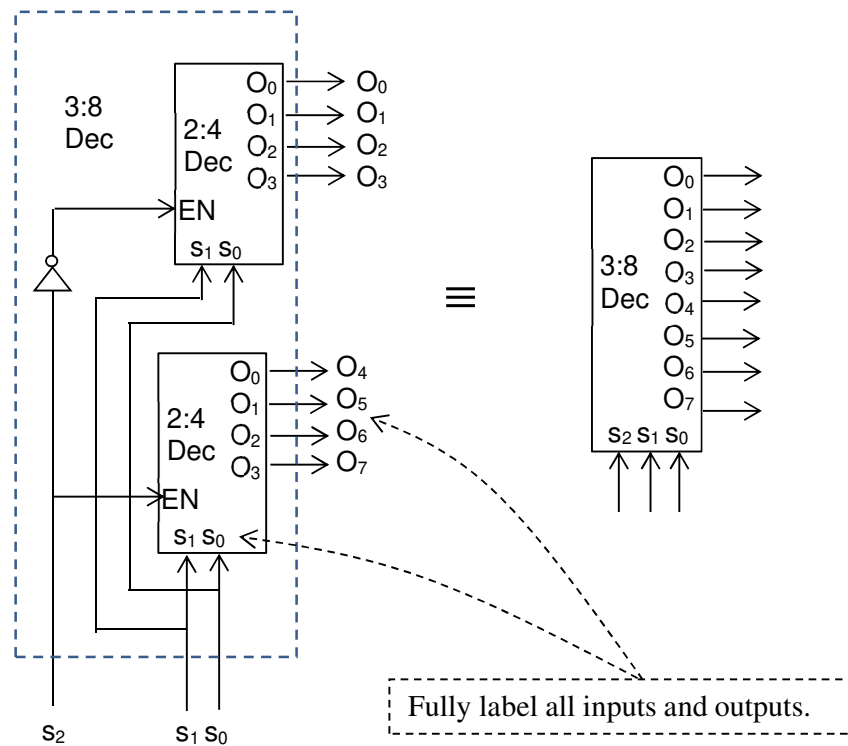 3:8
Dec
2:4
Dec
EN
s₁ s₀
O₀
O₁
O₂
O₃
O₀
O₁
O₂
O₃
2:4
Dec
EN
s₁ s₀
O₀
O₁
O₂
O₃
O₄
O₅
O₆
O₇
s₂
s₁ s₀
≡
3:8
Dec
O₀
O₁
O₂
O₃
O₄
O₅
O₆
O₇
s₂ s₁ s₀
Fully label all inputs and outputs.